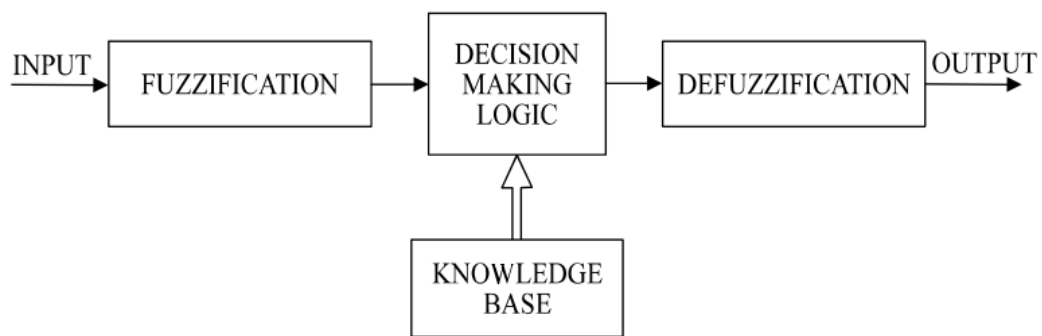 INPUT
FUZZIFICATION
DECISION
MAKING
LOGIC
DEFUZZIFICATION
OUTPUT
KNOWLEDGE
BASE